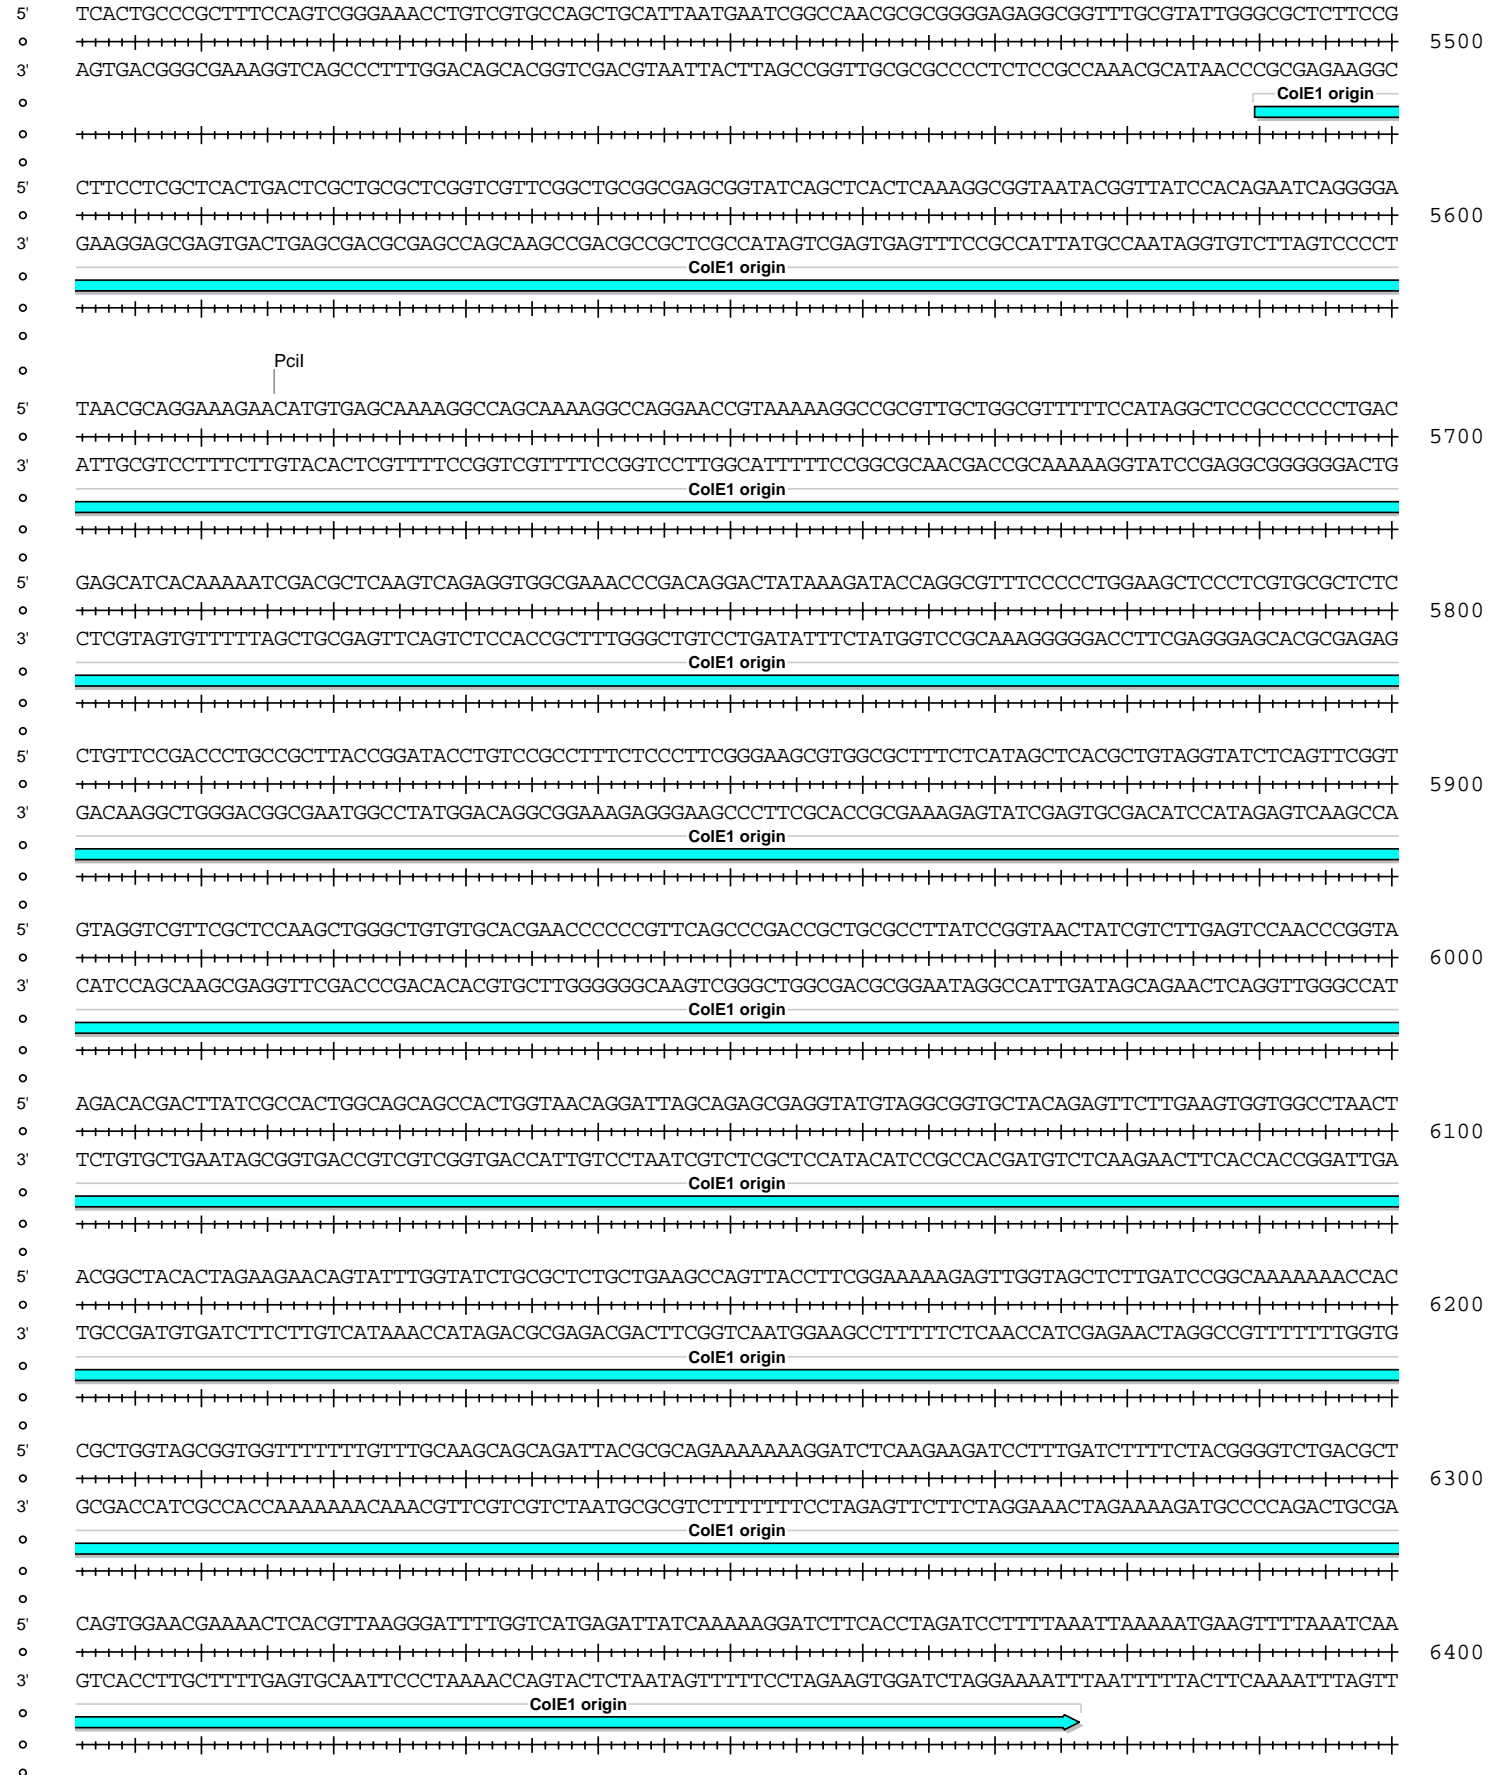 5' TCACTGCCCGCTTTCCAGTCGGGAAACCTGTCGTGCCAGCTGCATTAATGAATCGGCCAACGCGCGGGGAGAGGCGGTTTGCGTATTGGGCGCTCTTCCG
5500
3' AGTGACGGGCGAAAGGTCAGCCCTTTGGACAGCACGGTCGACGTAATTACTTAGCCGGTTGCGCGCCCCTCTCCGCCAAACGCATAACCCGCGAGAAGGC
ColE1 origin
5' CTTCCTCGCTCACTGACTCGCTGCGCTCGGTCGTTCGGCTGCGGCGAGCGGTATCAGCTCACTCAAAGGCGGTAATACGGTTATCCACAGAATCAGGGGA
5600
3' GAAGGAGCGAGTGACTGAGCGACGCGAGCCAGCAAGCCGACGCCGCTCGCCATAGTCGAGTGAGTTTCCGCCATTATGCCAATAGGTGTCTTAGTCCCCT
ColE1 origin
PciI
5' TAACGCAGGAAAGAACATGTGAGCAAAAGGCCAGCAAAAGGCCAGGAACCGTAAAAAGGCCGCGTTGCTGGCGTTTTTCCATAGGCTCCGCCCCCCTGAC
5700
3' ATTGCGTCCTTTCTTGTACACTCGTTTTCCGGTCGTTTTCCGGTCCTTGGCATTTTTCCGGCGCAACGACCGCAAAAAGGTATCCGAGGCGGGGGGACTG
ColE1 origin
5' GAGCATCACAAAAATCGACGCTCAAGTCAGAGGTGGCGAAACCCGACAGGACTATAAAGATACCAGGCGTTTCCCCCTGGAAGCTCCCTCGTGCGCTCTC
5800
3' CTCGTAGTGTTTTTAGCTGCGAGTTCAGTCTCCACCGCTTTGGGCTGTCCTGATATTTCTATGGTCCGCAAAGGGGGACCTTCGAGGGAGCACGCGAGAG
ColE1 origin
5' CTGTTCCGACCCTGCCGCTTACCGGATACCTGTCCGCCTTTCTCCCTTCGGGAAGCGTGGCGCTTTCTCATAGCTCACGCTGTAGGTATCTCAGTTCGGT
5900
3' GACAAGGCTGGGACGGCGAATGGCCTATGGACAGGCGGAAAGAGGGAAGCCCTTCGCACCGCGAAAGAGTATCGAGTGCGACATCCATAGAGTCAAGCCA
ColE1 origin
5' GTAGGTCGTTCGCTCCAAGCTGGGCTGTGTGCACGAACCCCCCGTTCAGCCCGACCGCTGCGCCTTATCCGGTAACTATCGTCTTGAGTCCAACCCGGTA
6000
3' CATCCAGCAAGCGAGGTTCGACCCGACACACGTGCTTGGGGGGCAAGTCGGGCTGGCGACGCGGAATAGGCCATTGATAGCAGAACTCAGGTTGGGCCAT
ColE1 origin
5' AGACACGACTTATCGCCACTGGCAGCAGCCACTGGTAACAGGATTAGCAGAGCGAGGTATGTAGGCGGTGCTACAGAGTTCTTGAAGTGGTGGCCTAACT
6100
3' TCTGTGCTGAATAGCGGTGACCGTCGTCGGTGACCATTGTCCTAATCGTCTCGCTCCATACATCCGCCACGATGTCTCAAGAACTTCACCACCGGATTGA
ColE1 origin
5' ACGGCTACACTAGAAGAACAGTATTTGGTATCTGCGCTCTGCTGAAGCCAGTTACCTTCGGAAAAAGAGTTGGTAGCTCTTGATCCGGCAAAAAAACCAC
6200
3' TGCCGATGTGATCTTCTTGTCATAAACCATAGACGCGAGACGACTTCGGTCAATGGAAGCCTTTTTCTCAACCATCGAGAACTAGGCCGTTTTTTTGGTG
ColE1 origin
5' CGCTGGTAGCGGTGGTTTTTTTGTTTGCAAGCAGCAGATTACGCGCAGAAAAAAAGGATCTCAAGAAGATCCTTTGATCTTTTCTACGGGGTCTGACGCT
6300
3' GCGACCATCGCCACCAAAAAAACAAACGTTCGTCGTCTAATGCGCGTCTTTTTTTCCTAGAGTTCTTCTAGGAAACTAGAAAAGATGCCCCAGACTGCGA
ColE1 origin
5' CAGTGGAACGAAAACTCACGTTAAGGGATTTTGGTCATGAGATTATCAAAAAGGATCTTCACCTAGATCCTTTTAAATTAAAAATGAAGTTTTAAATCAA
6400
3' GTCACCTTGCTTTTGAGTGCAATTCCCTAAAACCAGTACTCTAATAGTTTTTCCTAGAAGTGGATCTAGGAAAATTTAATTTTTACTTCAAAATTTAGTT
ColE1 origin